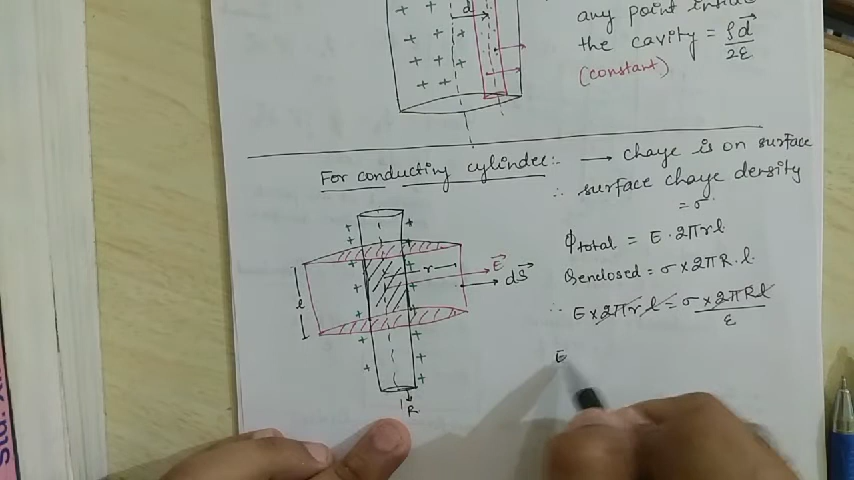 d
any point inside
the cavity = ρd⃗/2ε
(constant)
For conducting cylinder:- → charge is on surface
∴ surface charge density
= σ
ϕtotal = E · 2πrl
Qenclosed = σ × 2πR · l
∴ E × 2πrl = σ × 2πRl/ε
E
+ + + + + + + + + + +
l
r
E⃗
dS⃗
R
Std. X